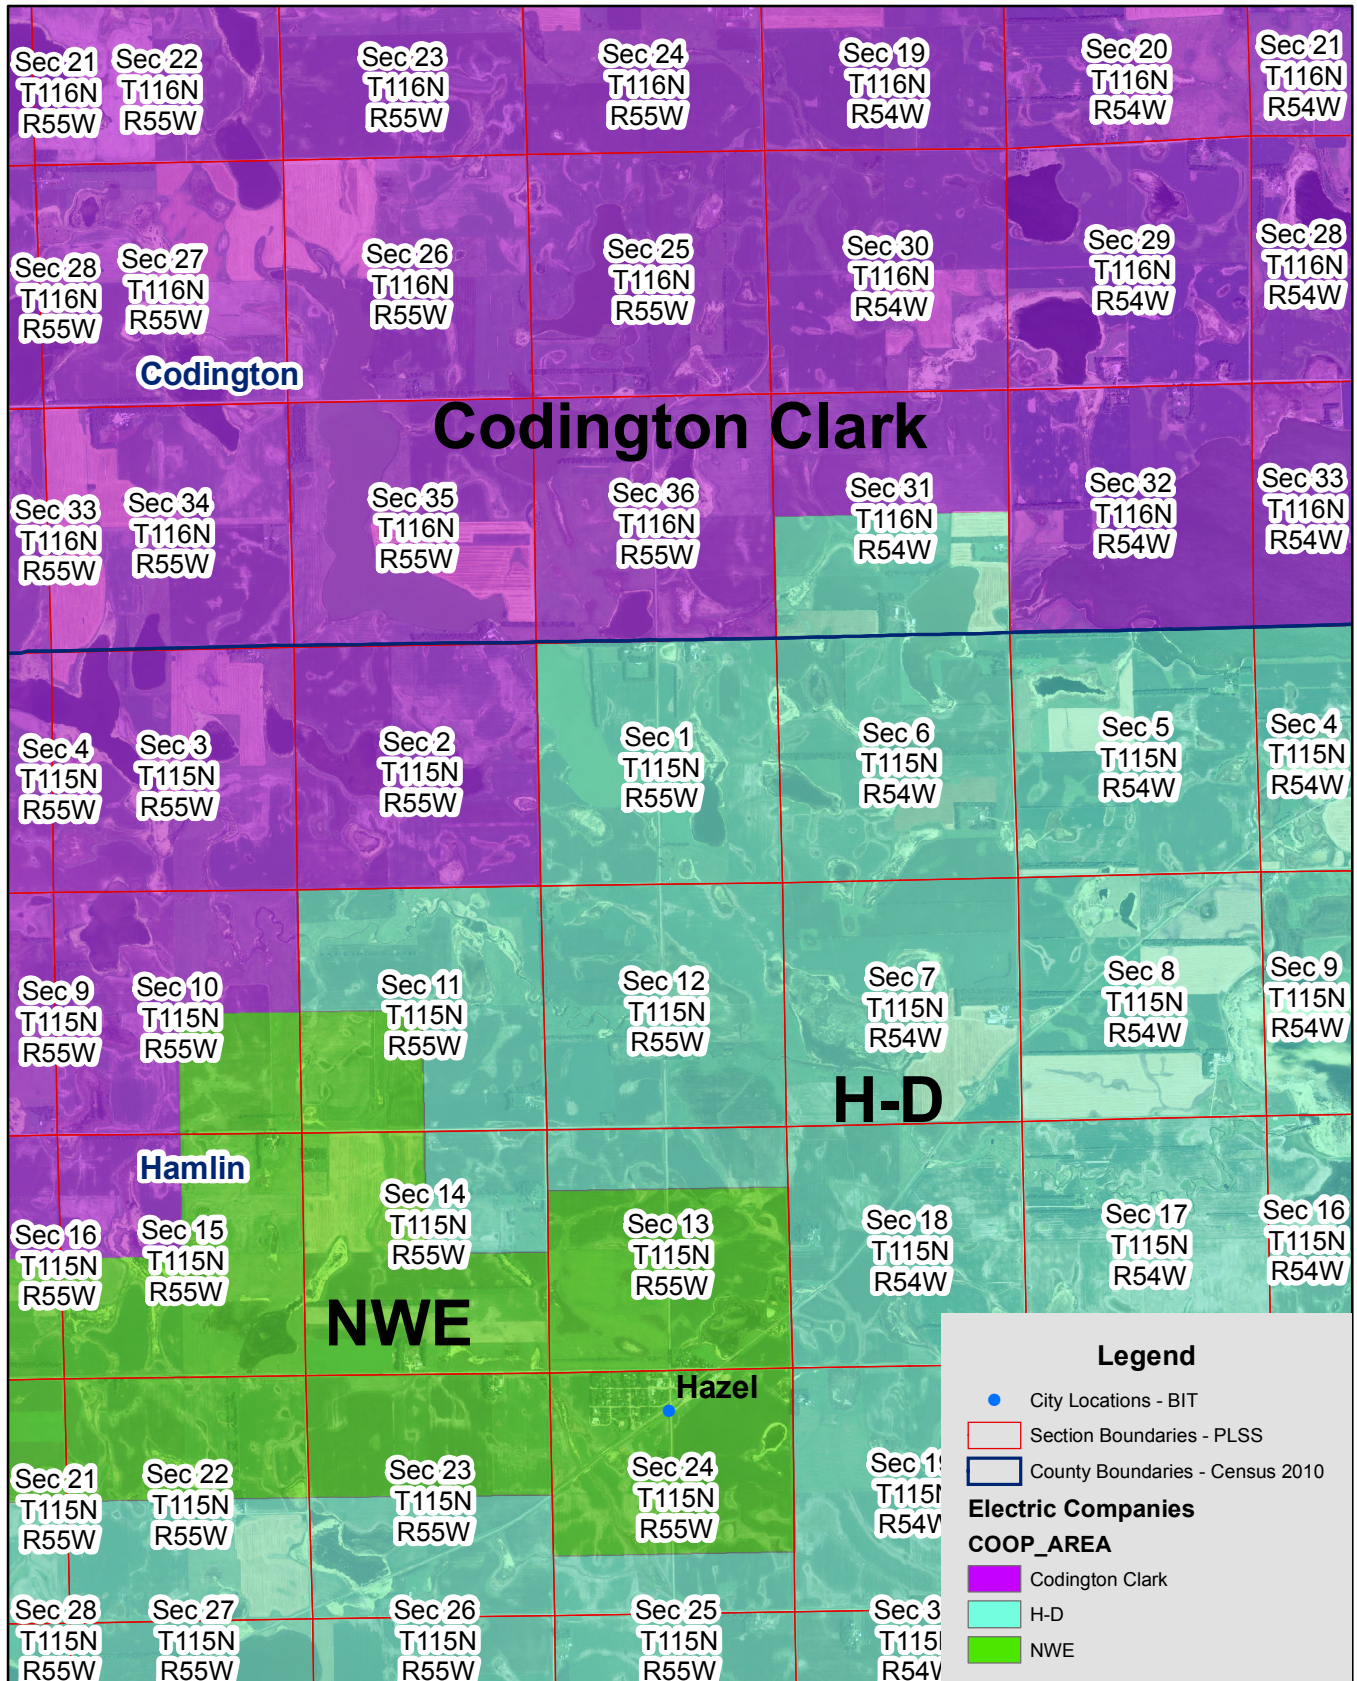 Sec 21
T116N
R55W
Sec 22
T116N
R55W
Sec 23
T116N
R55W
Sec 24
T116N
R55W
Sec 19
T116N
R54W
Sec 20
T116N
R54W
Sec 21
T116N
R54W
Sec 28
T116N
R55W
Sec 27
T116N
R55W
Sec 26
T116N
R55W
Sec 25
T116N
R55W
Sec 30
T116N
R54W
Sec 29
T116N
R54W
Sec 28
T116N
R54W
Codington
Codington Clark
Sec 33
T116N
R55W
Sec 34
T116N
R55W
Sec 35
T116N
R55W
Sec 36
T116N
R55W
Sec 31
T116N
R54W
Sec 32
T116N
R54W
Sec 33
T116N
R54W
Sec 4
T115N
R55W
Sec 3
T115N
R55W
Sec 2
T115N
R55W
Sec 1
T115N
R55W
Sec 6
T115N
R54W
Sec 5
T115N
R54W
Sec 4
T115N
R54W
Sec 9
T115N
R55W
Sec 10
T115N
R55W
Sec 11
T115N
R55W
Sec 12
T115N
R55W
Sec 7
T115N
R54W
Sec 8
T115N
R54W
Sec 9
T115N
R54W
H-D
Hamlin
Sec 16
T115N
R55W
Sec 15
T115N
R55W
Sec 14
T115N
R55W
Sec 13
T115N
R55W
Sec 18
T115N
R54W
Sec 17
T115N
R54W
Sec 16
T115N
R54W
NWE
Hazel
Sec 21
T115N
R55W
Sec 22
T115N
R55W
Sec 23
T115N
R55W
Sec 24
T115N
R55W
Sec 19
T115N
R54W
Sec 28
T115N
R55W
Sec 27
T115N
R55W
Sec 26
T115N
R55W
Sec 25
T115N
R55W
Sec 3
T115
R54W
Legend
City Locations - BIT
Section Boundaries - PLSS
County Boundaries - Census 2010
Electric Companies
COOP_AREA
Codington Clark
H-D
NWE